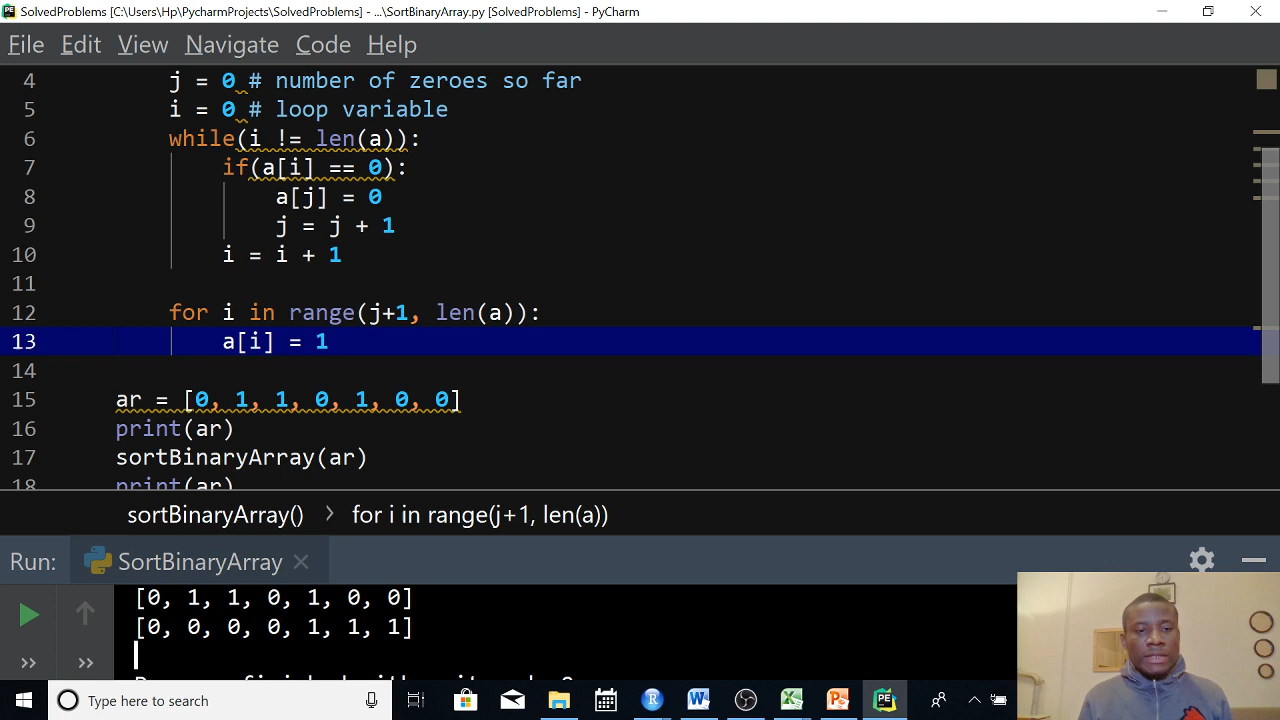 SolvedProblems [C:\Users\Hp\PycharmProjects\SolvedProblems] - ...\SortBinaryArray.py [SolvedProblems] - PyCharm
File Edit View Navigate Code Help
4 j = 0 # number of zeroes so far
5 i = 0 # loop variable
6 while(i != len(a)):
7 if(a[i] == 0):
8 a[j] = 0
9 j = j + 1
10 i = i + 1
11
12 for i in range(j+1, len(a)):
13 a[i] = 1
14
15 ar = [0, 1, 1, 0, 1, 0, 0]
16 print(ar)
17 sortBinaryArray(ar)
18 print(ar)
sortBinaryArray() › for i in range(j+1, len(a))
Run: SortBinaryArray
[0, 1, 1, 0, 1, 0, 0]
[0, 0, 0, 0, 1, 1, 1]
Type here to search